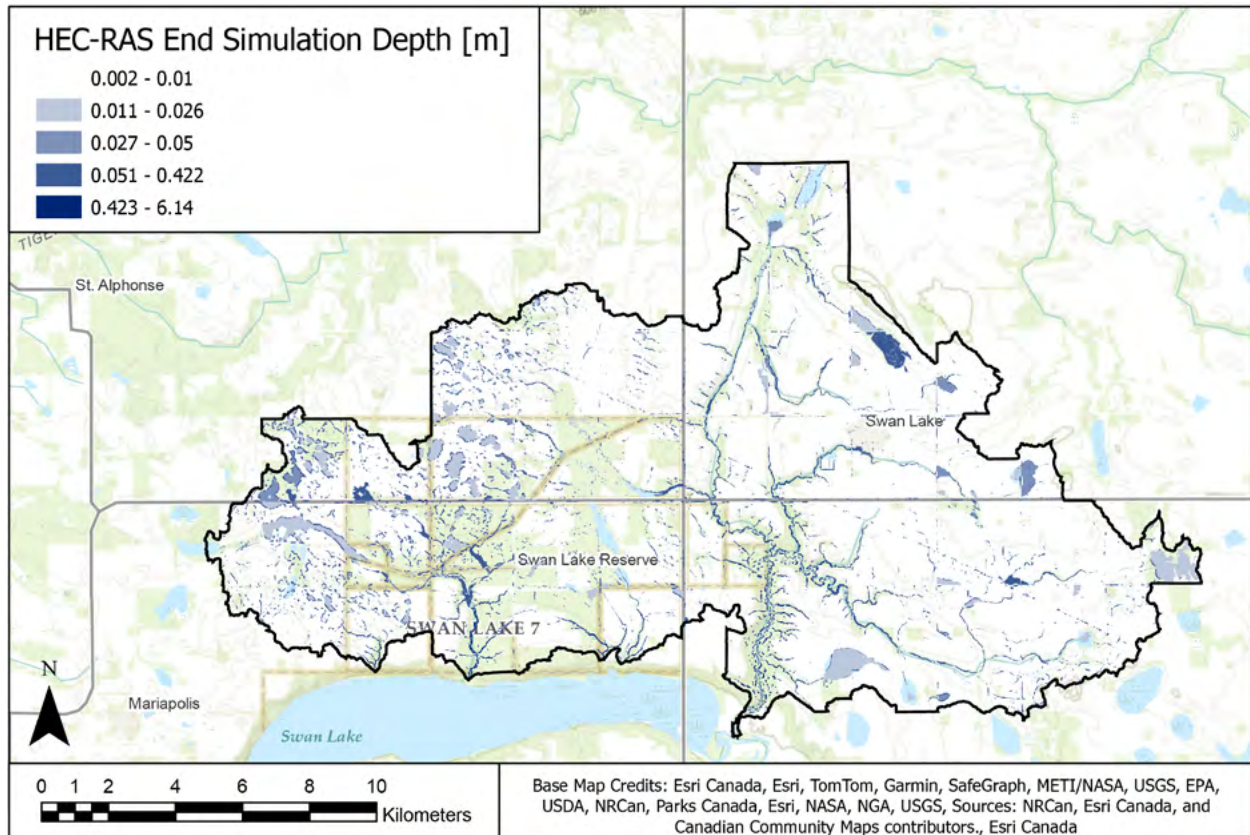 HEC-RAS End Simulation Depth [m]
0.002 - 0.01
0.011 - 0.026
0.027 - 0.05
0.051 - 0.422
0.423 - 6.14
St. Alphonse
Swan Lake
Swan Lake Reserve
SWAN LAKE 7
N
Mariapolis
Swan Lake
0 1 2 4 6 8 10
Kilometers
Base Map Credits: Esri Canada, Esri, TomTom, Garmin, SafeGraph, METI/NASA, USGS, EPA,
USDA, NRCan, Parks Canada, Esri, NASA, NGA, USGS, Sources: NRCan, Esri Canada, and
Canadian Community Maps contributors., Esri Canada